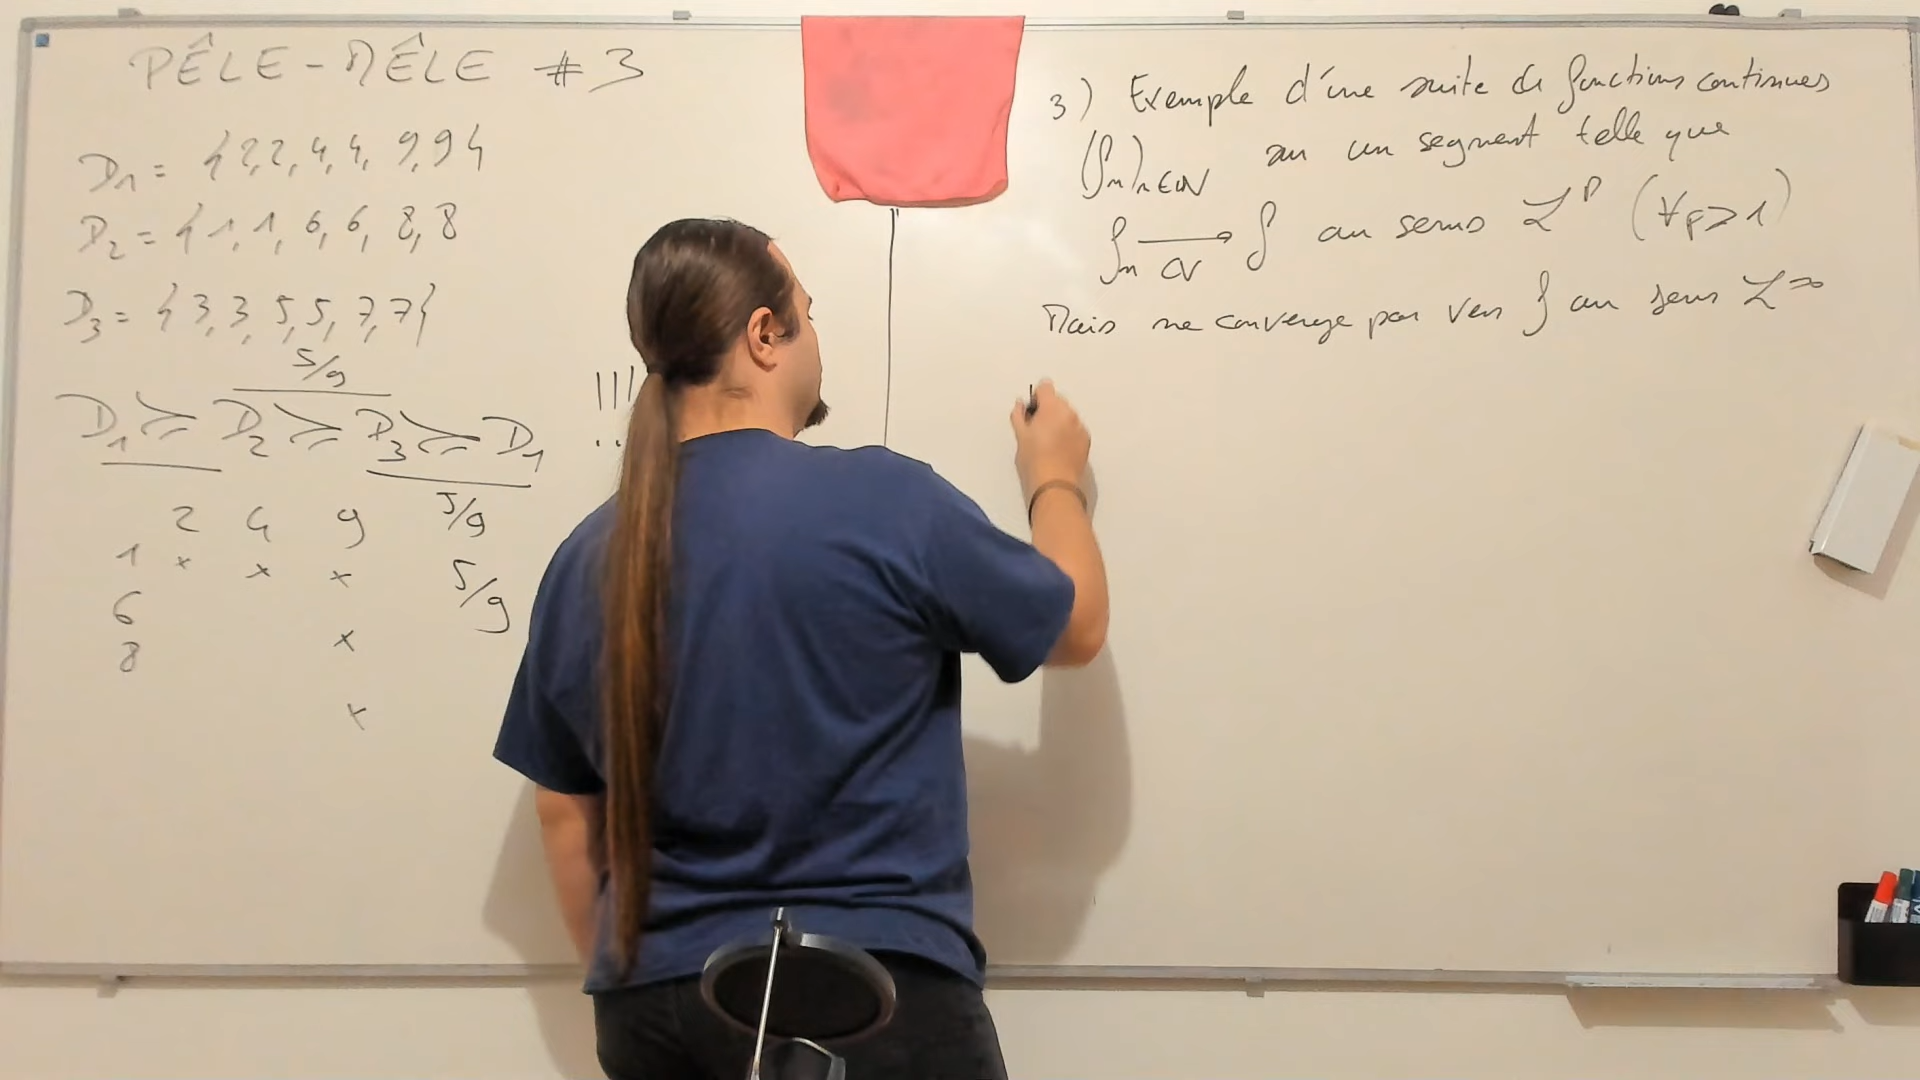 PÊLE-MÊLE #3
D₁ = {2,2,4,4,9,9}
D₂ = {1,1,6,6,8,8
D₃ = {3,3,5,5,7,7}
5/9
D₁ ≽ D₂ ≽ D₃ ≽ D₁ !!!
5/9
2 4 9
1 x x x 5/9
6 x
8
x
3) Exemple d'une suite de fonctions continues
(fn)n∈ℕ sur un segment telle que
fn ⟶ f au sens ℒᵖ (∀p≥1)
CV
Mais ne converge pas vers f au sens ℒ∞